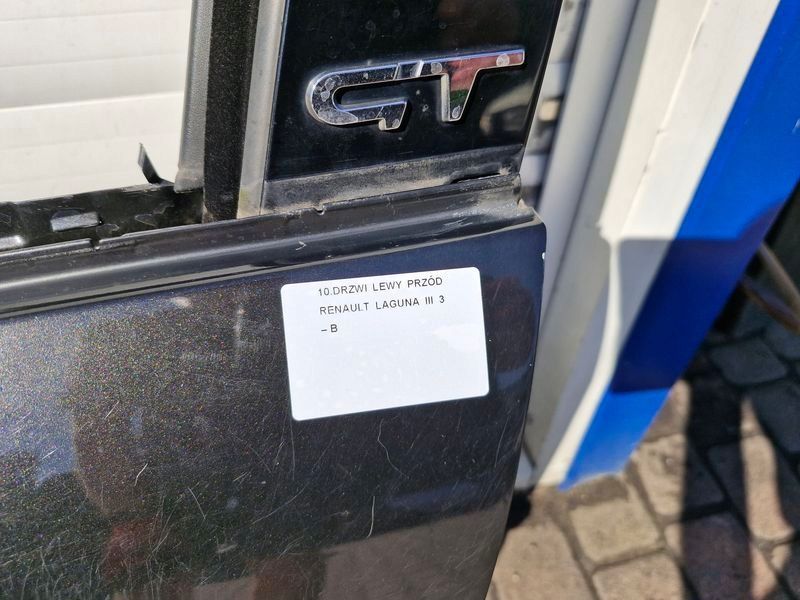 GT
10.DRZWI LEWY PRZÓD
RENAULT LAGUNA III 3
– B